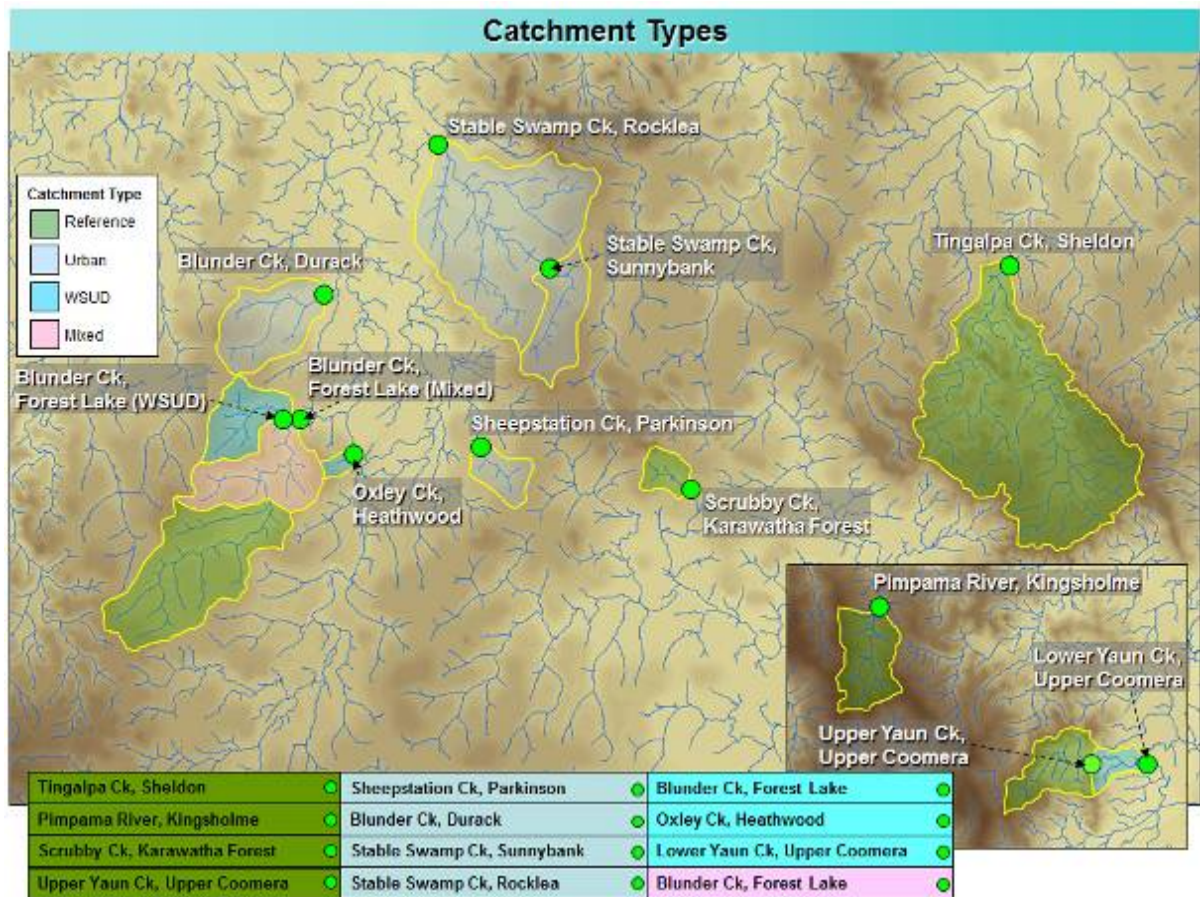 Catchment Types
Stable Swamp Ck, Rocklea
Catchment Type
Reference
Urban
WSUD
Mixed
Blunder Ck, Durack
Stable Swamp Ck,
Sunnybank
Tingalpa Ck, Sheldon
Blunder Ck,
Forest Lake (WSUD)
Blunder Ck,
Forest Lake (Mixed)
Sheepstation Ck, Parkinson
Oxley Ck,
Heathwood
Scrubby Ck,
Karawatha Forest
Pimpama River, Kingsholme
Lower Yaun Ck,
Upper Coomera
Upper Yaun Ck,
Upper Coomera
Tingalpa Ck, Sheldon
Sheepstation Ck, Parkinson
Blunder Ck, Forest Lake
Pimpama River, Kingsholme
Blunder Ck, Durack
Oxley Ck, Heathwood
Scrubby Ck, Karawatha Forest
Stable Swamp Ck, Sunnybank
Lower Yaun Ck, Upper Coomera
Upper Yaun Ck, Upper Coomera
Stable Swamp Ck, Rocklea
Blunder Ck, Forest Lake